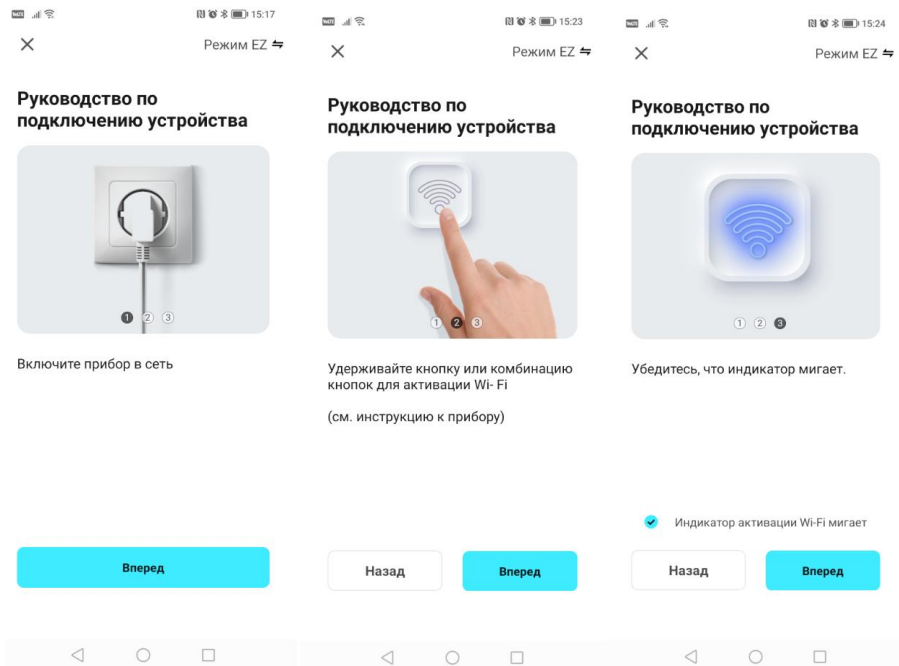 15:17
Режим EZ
Руководство по
подключению устройства
1 2 3
Включите прибор в сеть
Вперед
15:23
Режим EZ
Руководство по
подключению устройства
1 2 3
Удерживайте кнопку или комбинацию
кнопок для активации Wi- Fi
(см. инструкцию к прибору)
Назад
Вперед
15:24
Режим EZ
Руководство по
подключению устройства
1 2 3
Убедитесь, что индикатор мигает.
Индикатор активации Wi-Fi мигает
Назад
Вперед